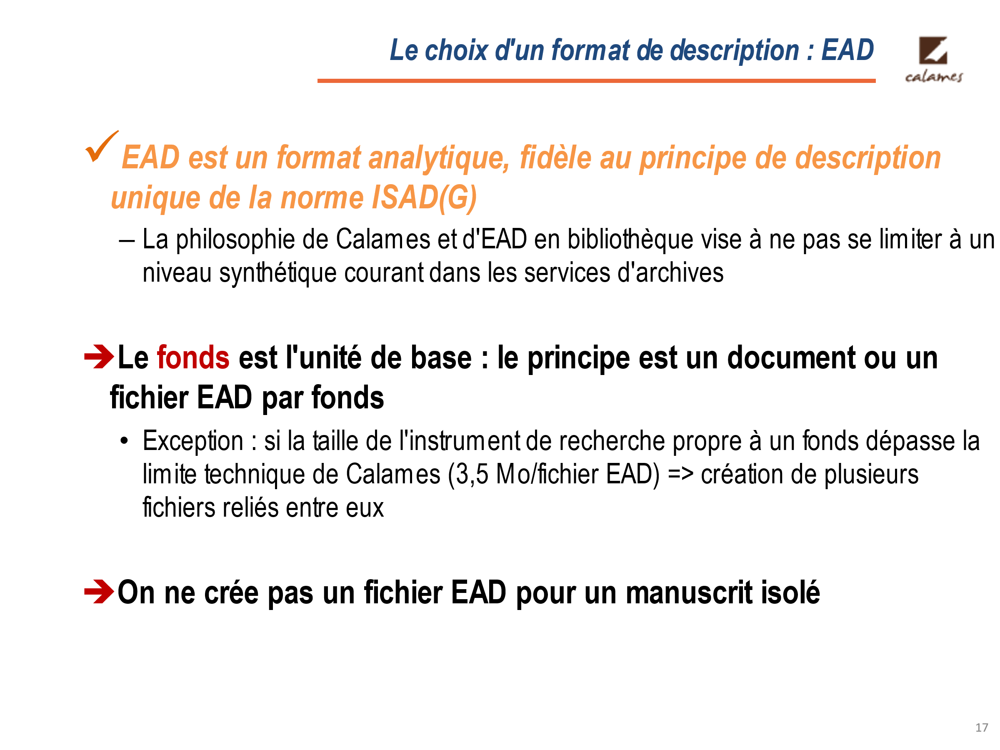 Le choix d'un format de description : EAD
calames
EAD est un format analytique, fidèle au principe de description
unique de la norme ISAD(G)
– La philosophie de Calames et d'EAD en bibliothèque vise à ne pas se limiter à un
niveau synthétique courant dans les services d'archives
Le fonds est l'unité de base : le principe est un document ou un
fichier EAD par fonds
• Exception : si la taille de l'instrument de recherche propre à un fonds dépasse la
limite technique de Calames (3,5 Mo/fichier EAD) => création de plusieurs
fichiers reliés entre eux
On ne crée pas un fichier EAD pour un manuscrit isolé
17